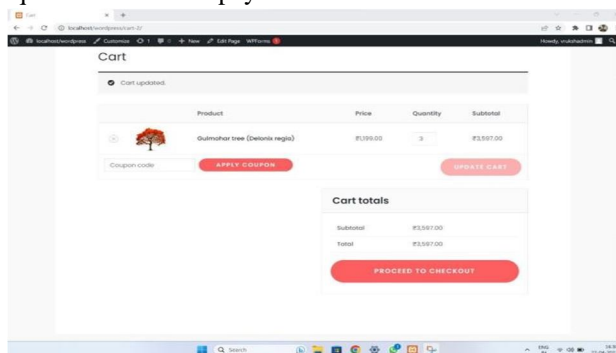 Cart
localhost/wordpress/cart-2/
localhost/wordpress Customize 1 0 + New Edit Page WPForms Howdy, vrukshadmin
Cart
Cart updated.
Product Price Quantity Subtotal
Gulmohar tree (Delonix regia) ₹1,199.00 3 ₹3,597.00
Coupon code APPLY COUPON UPDATE CART
Cart totals
Subtotal ₹3,597.00
Total ₹3,597.00
PROCEED TO CHECKOUT
Search ENG